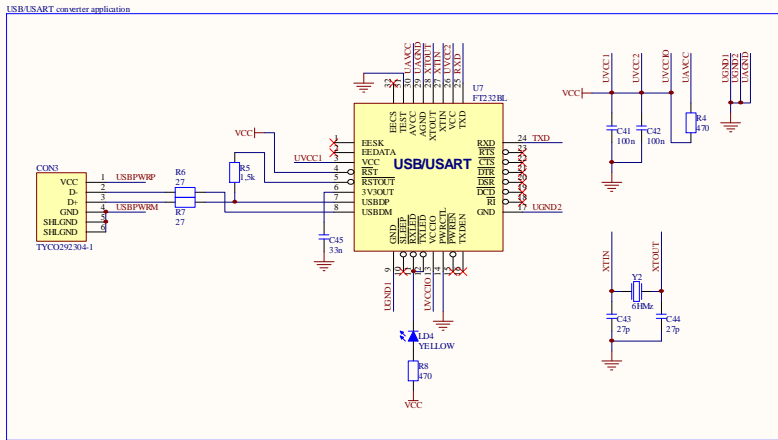 USB/USART converter application
UAVCC
UAGND
XTOUT
XTIN
UVCC2
RXD
32
31
30
29
28
27
26
25
U7
FT232BL
EECS
TEST
AVCC
AGND
XTOUT
XTIN
VCC
TXD
USB/USART
1 EESK
2 EEDATA
UVCC1 3 VCC
VCC 4 RST
5 RSTOUT
6 3V3OUT
7 USBDP
8 USBDM
RXD 24 TXD
RTS 23
CTS 22
DTR 21
DSR 20
DCD 19
RI 18
GND 17 UGND2
GND
SLEEP
RXLED
TXLED
VCCIO
PWRCTL
PWREN
TXDEN
9
10
11
12
13
14
15
16
UGND1
UVCCIO
CON3
VCC 1 USBPWRP
D- 2
D+ 3
GND 4 USBPWRM
SHLGND 5
SHLGND 6
TYCO292304-1
R6
27
R7
27
R5
1,5k
C45
33n
LD4
YELLOW
R8
470
VCC
UVCC1
UVCC2
UVCCIO
UAVCC
UGND1
UGND2
UAGND
VCC
C41
100n
C42
100n
R4
470
XTIN
XTOUT
Y2
6HMz
C43
27p
C44
27p